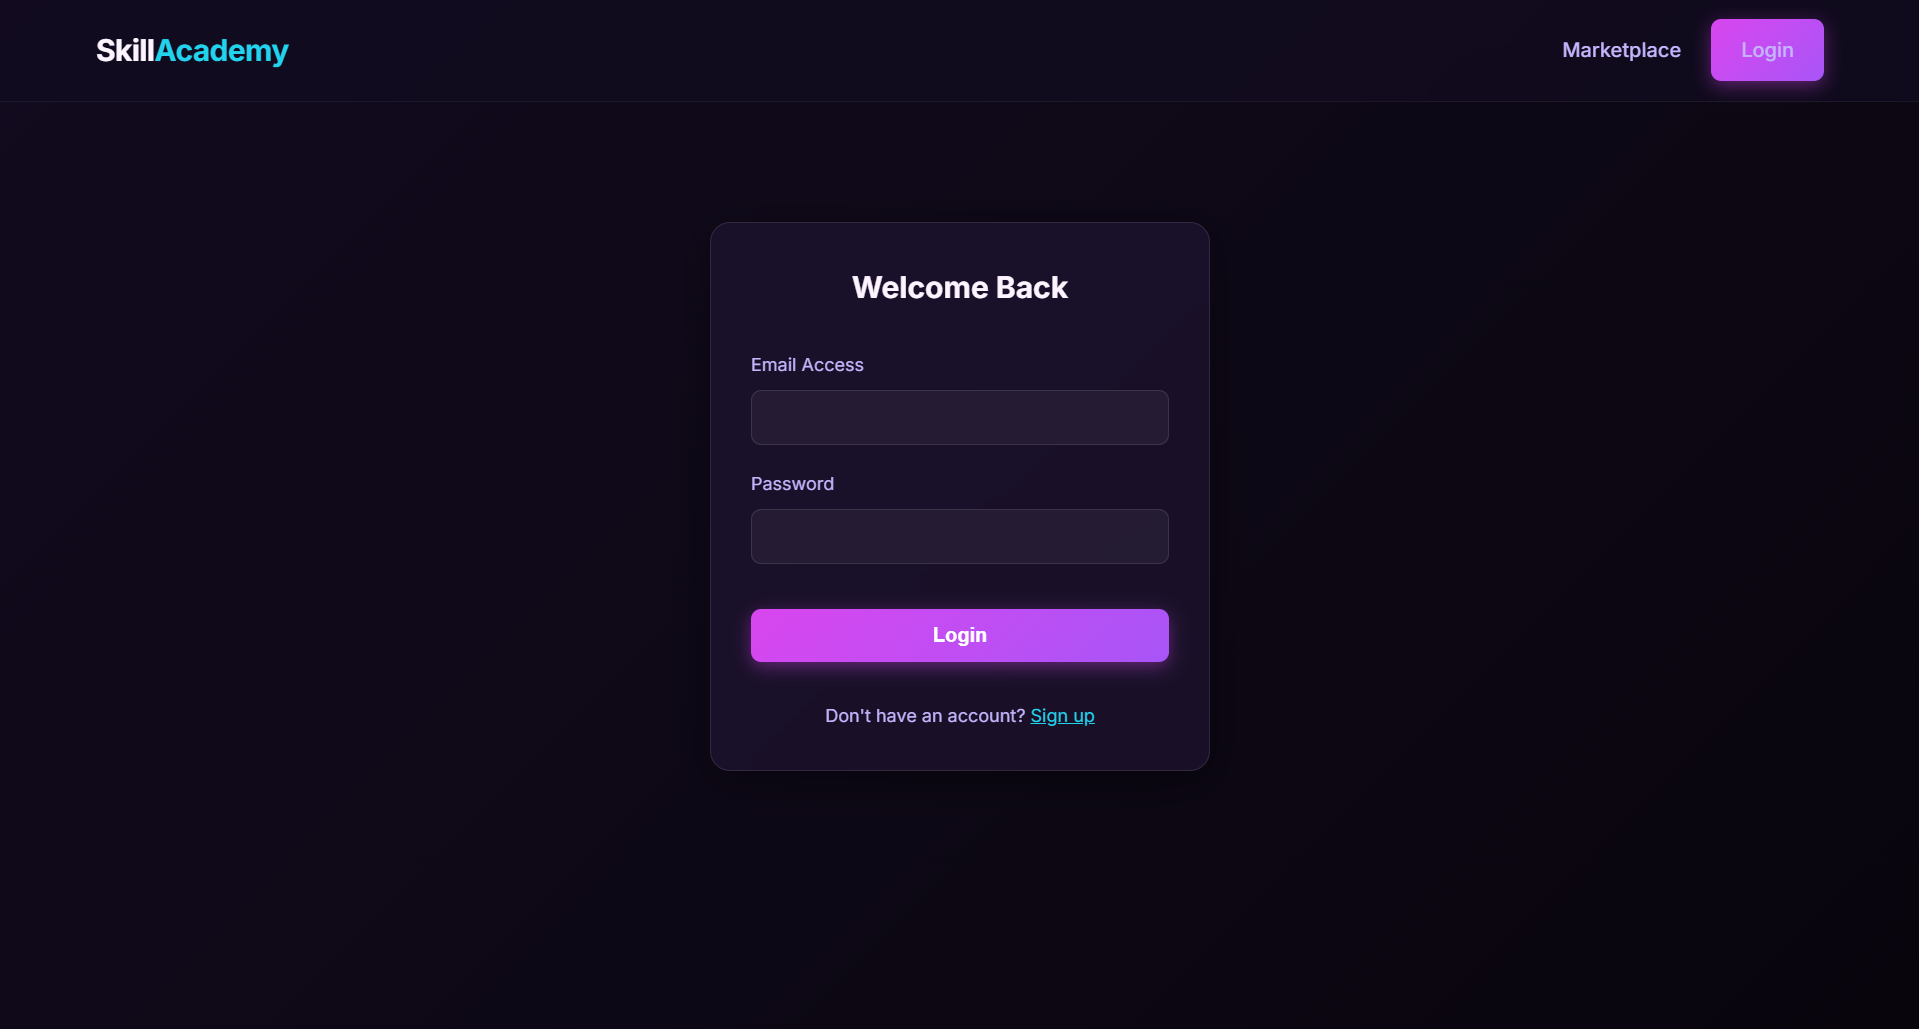 SkillAcademy
Marketplace
Login
Welcome Back
Email Access
Password
Login
Don't have an account? Sign up